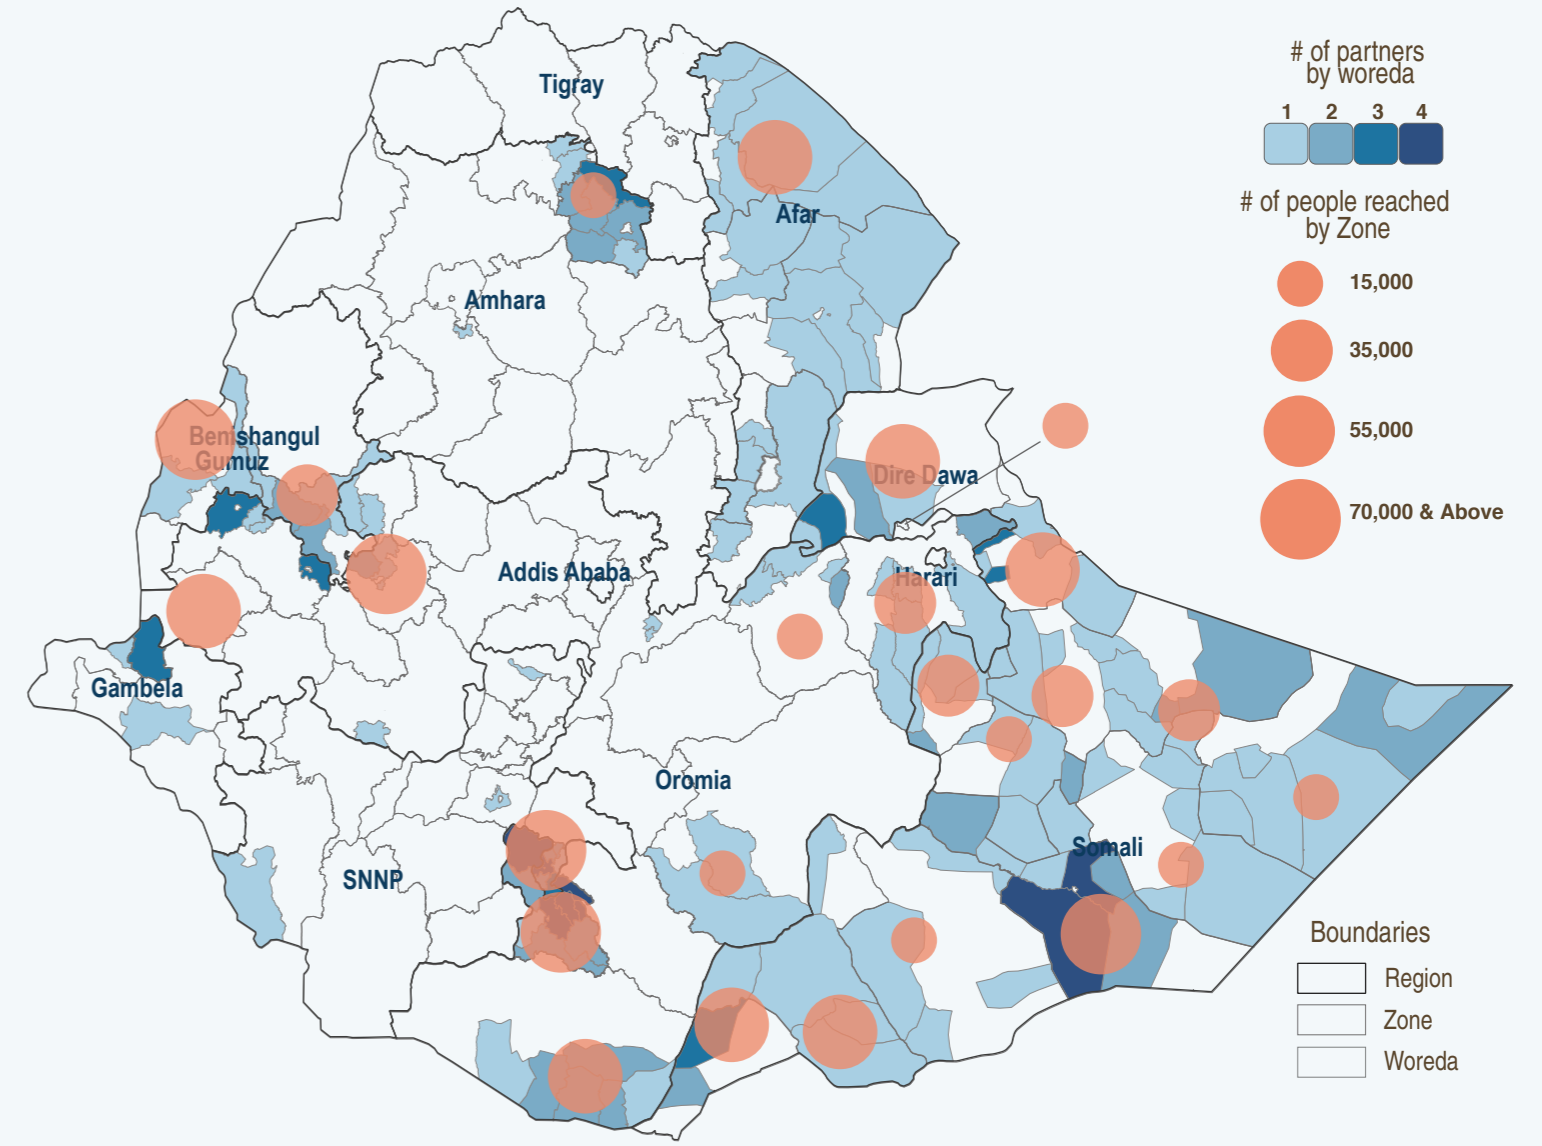 # of partners
by woreda
1 2 3 4
# of people reached
by Zone
15,000
35,000
55,000
70,000 & Above
Tigray
Afar
Amhara
Benishangul
Gumuz
Dire Dawa
Addis Ababa
Harari
Gambela
Oromia
Somali
SNNP
Boundaries
Region
Zone
Woreda